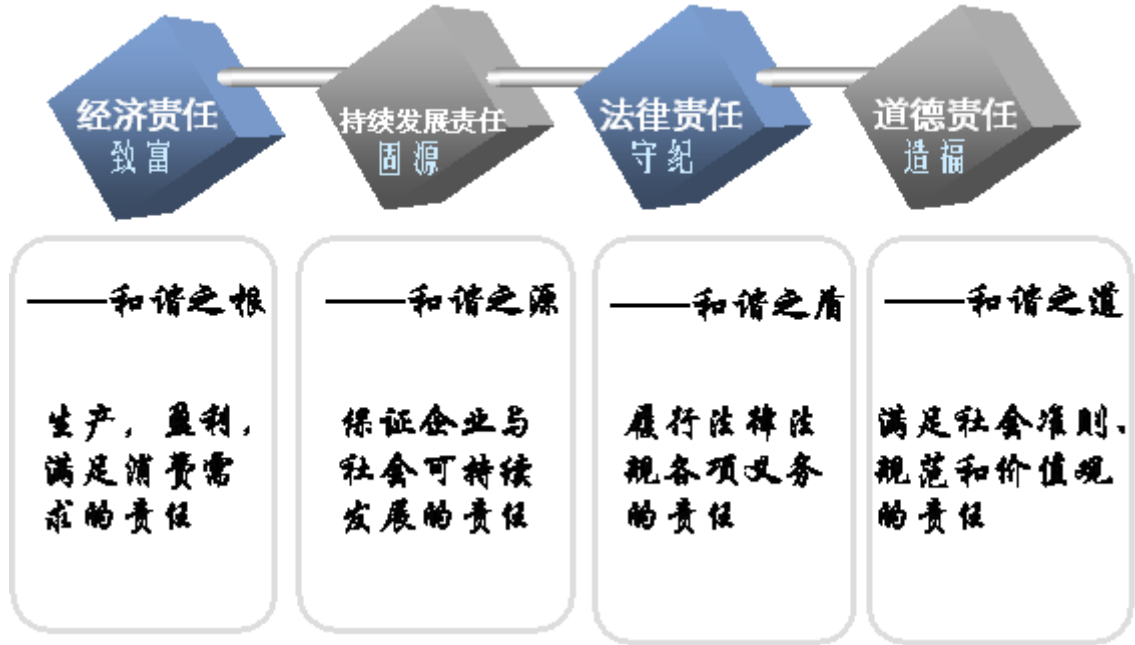 经济责任
致富
持续发展责任
固源
法律责任
守纪
道德责任
造福
——和谐之根
生产，盈利，
满足消费需
求的责任
——和谐之源
保证企业与
社会可持续
发展的责任
——和谐之盾
履行法律法
规各项义务
的责任
——和谐之道
满足社会准则、
规范和价值观
的责任